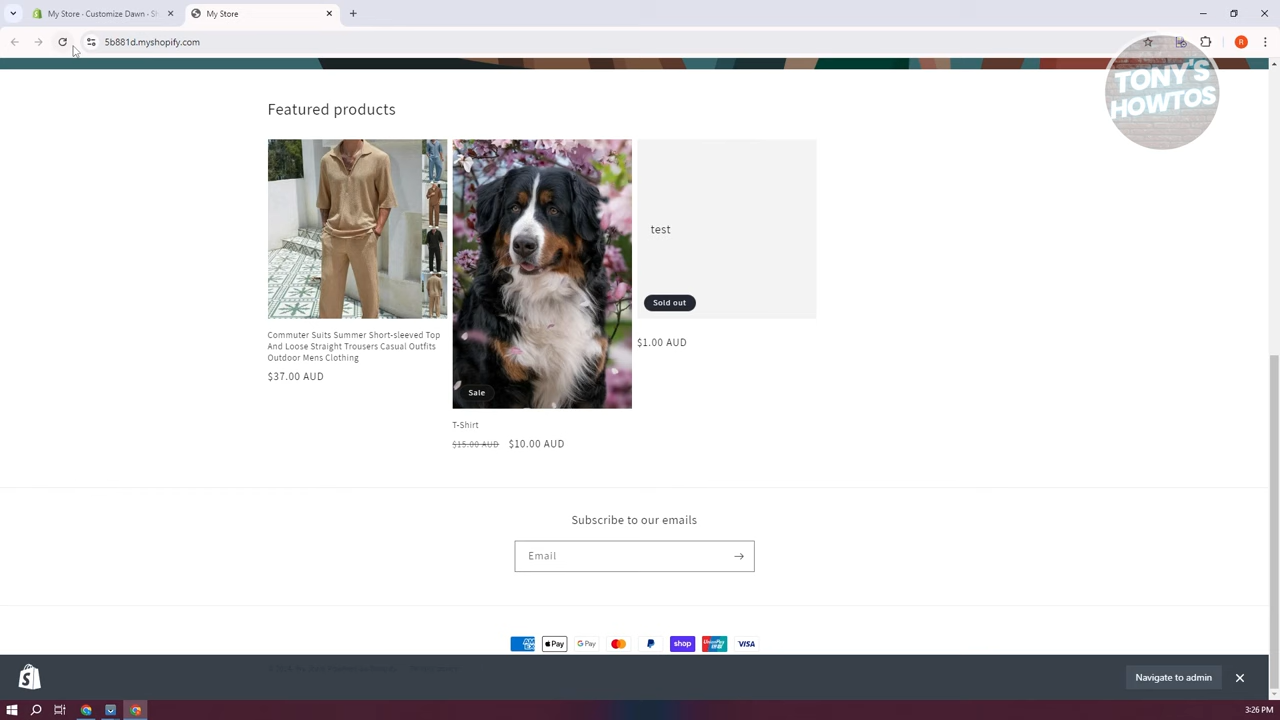 My Store - Customize Dawn - Sh
My Store
5b881d.myshopify.com
R
TONY'S
HOWTOS
Featured products
test
Sold out
$1.00 AUD
Commuter Suits Summer Short-sleeved Top
And Loose Straight Trousers Casual Outfits
Outdoor Mens Clothing
$37.00 AUD
Sale
T-Shirt
$15.00 AUD $10.00 AUD
Subscribe to our emails
Email
AM EX
Pay
G Pay
shop
UnionPay
VISA
Navigate to admin
3:26 PM